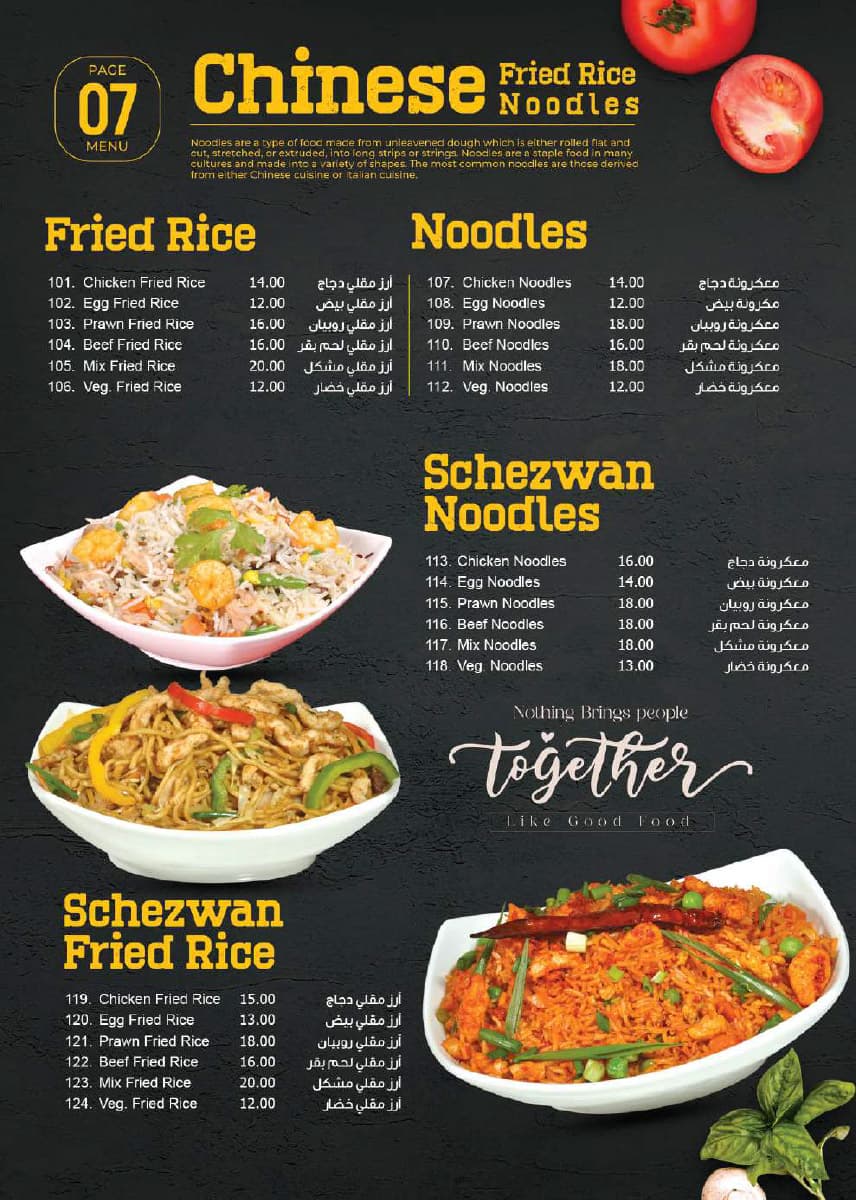 PAGE
07
MENU
Chinese Fried Rice
Noodles
Noodles are a type of food made from unleavened dough which is either rolled flat and
cut, stretched, or extruded, into long strips or strings. Noodles are a staple food in many
cultures and made into a variety of shapes. The most common noodles are those derived
from either Chinese cuisine or Italian cuisine.
Fried Rice
101. Chicken Fried Rice 14.00 أرز مقلي دجاج
102. Egg Fried Rice 12.00 أرز مقلي بيض
103. Prawn Fried Rice 16.00 أرز مقلي روبيان
104. Beef Fried Rice 16.00 أرز مقلي لحم بقر
105. Mix Fried Rice 20.00 أرز مقلي مشكل
106. Veg. Fried Rice 12.00 أرز مقلي خضار
Noodles
107. Chicken Noodles 14.00 معكرونة دجاج
108. Egg Noodles 12.00 مكرونة بيض
109. Prawn Noodles 18.00 معكرونة روبيان
110. Beef Noodles 16.00 معكرونة لحم بقر
111. Mix Noodles 18.00 معكرونة مشكل
112. Veg. Noodles 12.00 معكرونة خضار
Schezwan
Noodles
113. Chicken Noodles 16.00 معكرونة دجاج
114. Egg Noodles 14.00 معكرونة بيض
115. Prawn Noodles 18.00 معكرونة روبيان
116. Beef Noodles 18.00 معكرونة لحم بقر
117. Mix Noodles 18.00 معكرونة مشكل
118. Veg. Noodles 13.00 معكرونة خضار
Nothing Brings people
together
Like Good Food
Schezwan
Fried Rice
119. Chicken Fried Rice 15.00 أرز مقلي دجاج
120. Egg Fried Rice 13.00 أرز مقلي بيض
121. Prawn Fried Rice 18.00 أرز مقلي روبيان
122. Beef Fried Rice 16.00 أرز مقلي لحم بقر
123. Mix Fried Rice 20.00 أرز مقلي مشكل
124. Veg. Fried Rice 12.00 أرز مقلي خضار